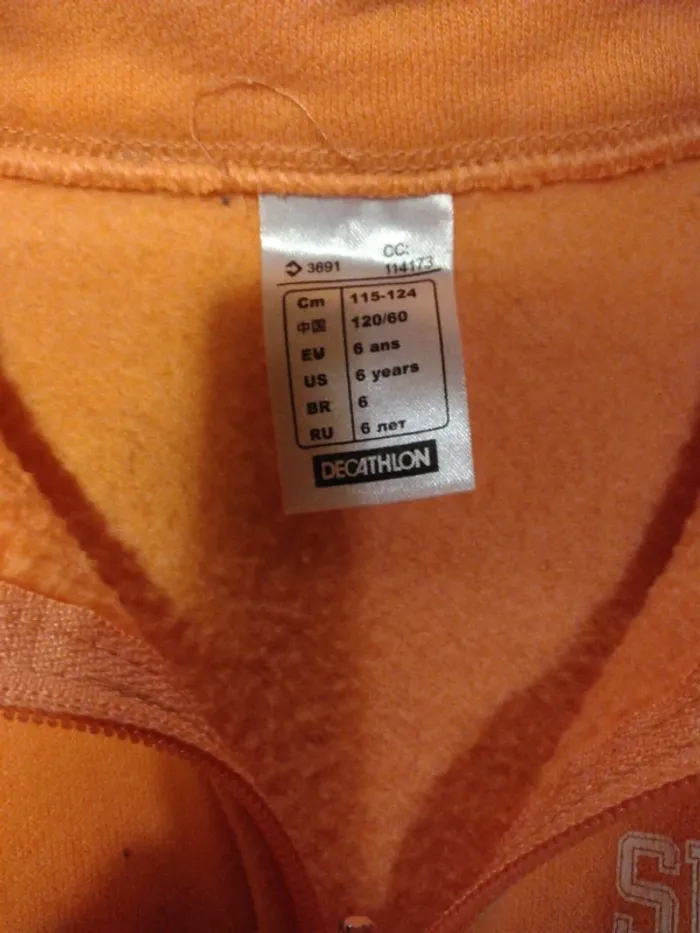 3691
CC:
114173
Cm 115-124
中国 120/60
EU 6 ans
US 6 years
BR 6
RU 6 лет
DECATHLON